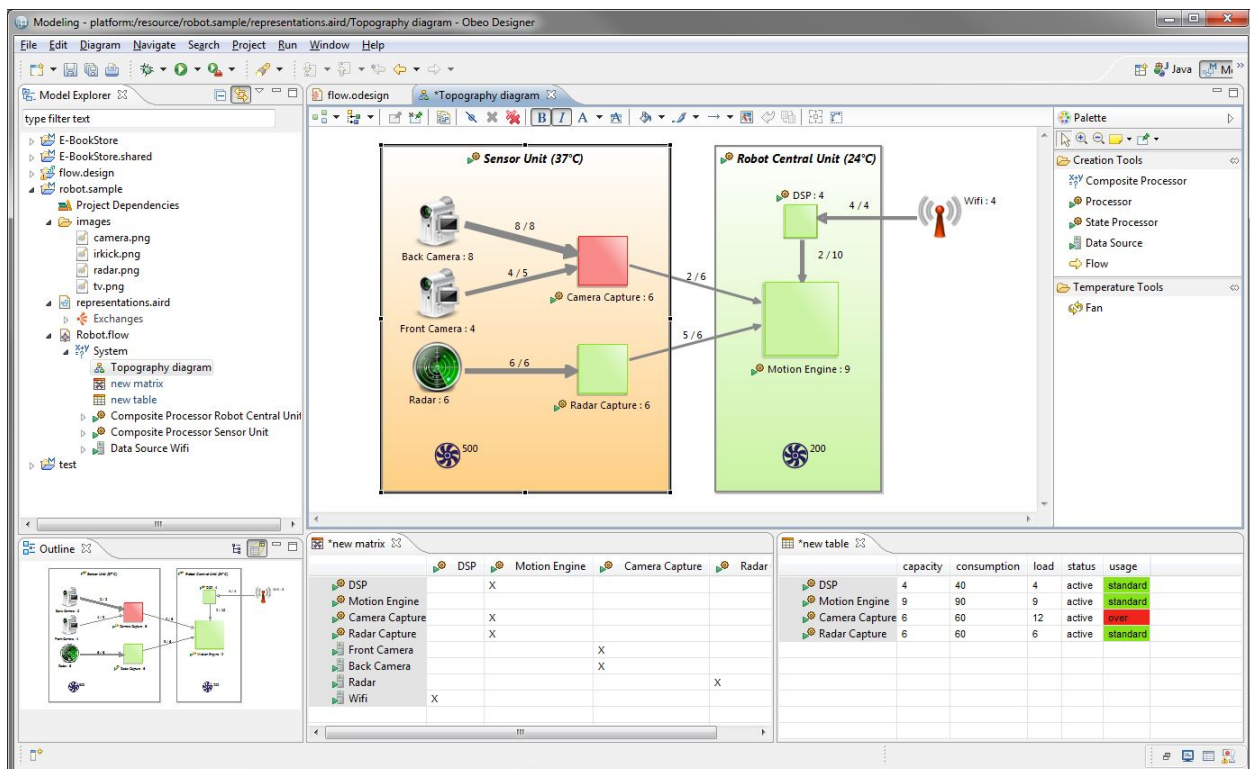 Modeling - platform:/resource/robot.sample/representations.aird/Topography diagram - Obeo Designer
File Edit Diagram Navigate Search Project Run Window Help
Java M
Model Explorer
type filter text
E-BookStore
E-BookStore.shared
flow.design
robot.sample
Project Dependencies
images
camera.png
irkick.png
radar.png
tv.png
representations.aird
Exchanges
Robot.flow
System
Topography diagram
new matrix
new table
Composite Processor Robot Central Unit
Composite Processor Sensor Unit
Data Source Wifi
test
flow.odesign *Topography diagram
B I A
Sensor Unit (37°C)
Back Camera : 8
8 / 8
4 / 5
Camera Capture : 6
Front Camera : 4
6 / 6
Radar : 6
Radar Capture : 6
500
2 / 6
5 / 6
Robot Central Unit (24°C)
DSP : 4
4 / 4
Wifi : 4
2 / 10
Motion Engine : 9
200
Palette
Creation Tools
Composite Processor
Processor
State Processor
Data Source
Flow
Temperature Tools
Fan
Outline
*new matrix
DSP Motion Engine Camera Capture Radar
DSP X
Motion Engine
Camera Capture X
Radar Capture X
Front Camera X
Back Camera X
Radar X
Wifi X
*new table
capacity consumption load status usage
DSP 4 40 4 active standard
Motion Engine 9 90 9 active standard
Camera Capture 6 60 12 active over
Radar Capture 6 60 6 active standard